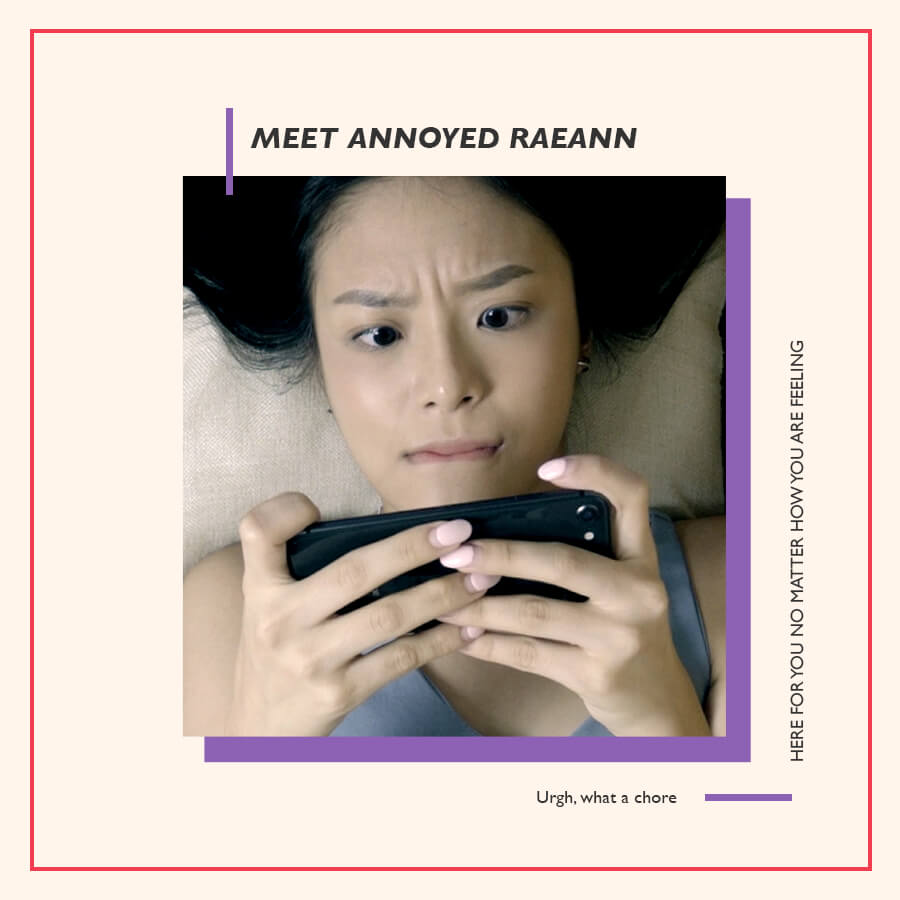 MEET ANNOYED RAEANN
HERE FOR YOU NO MATTER HOW YOU ARE FEELING
Urgh, what a chore